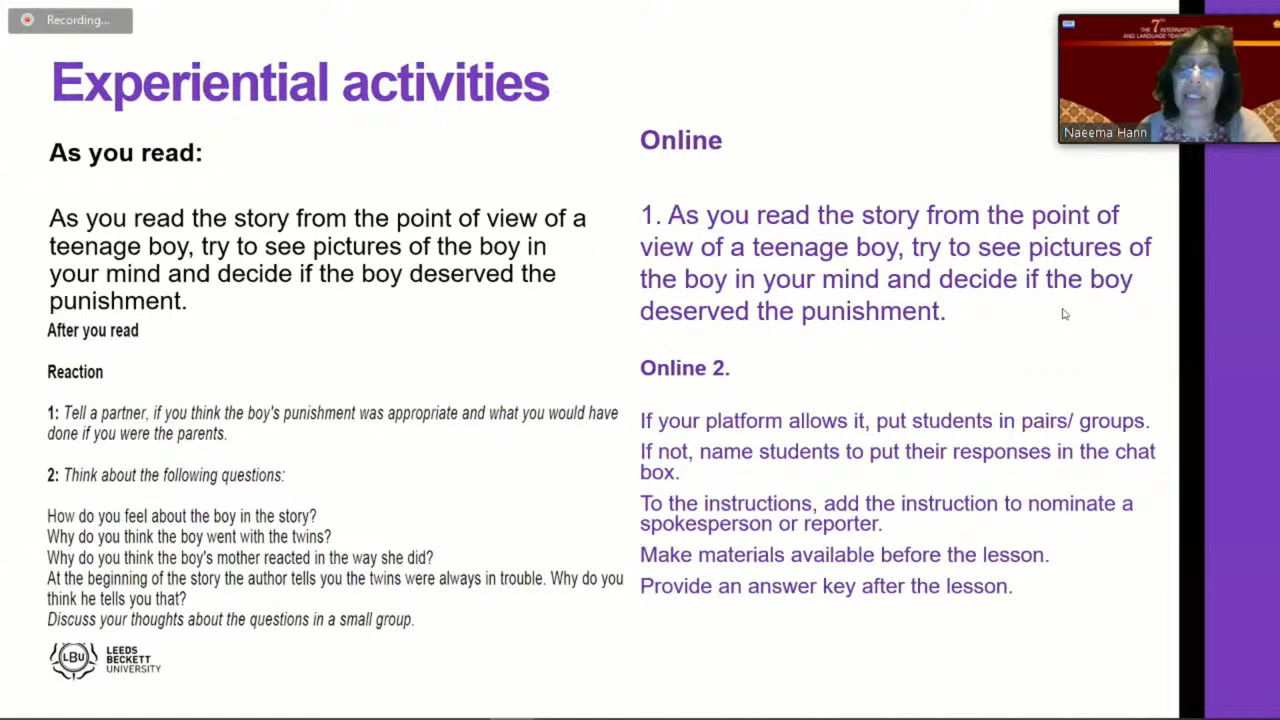 Recording...
Experiential activities
As you read:
As you read the story from the point of view of a
teenage boy, try to see pictures of the boy in
your mind and decide if the boy deserved the
punishment.
After you read
Reaction
1: Tell a partner, if you think the boy's punishment was appropriate and what you would have
done if you were the parents.
2: Think about the following questions:
How do you feel about the boy in the story?
Why do you think the boy went with the twins?
Why do you think the boy's mother reacted in the way she did?
At the beginning of the story the author tells you the twins were always in trouble. Why do you
think he tells you that?
Discuss your thoughts about the questions in a small group.
LBU
LEEDS
BECKETT
UNIVERSITY
Online
1. As you read the story from the point of
view of a teenage boy, try to see pictures of
the boy in your mind and decide if the boy
deserved the punishment.
Online 2.
If your platform allows it, put students in pairs/ groups.
If not, name students to put their responses in the chat
box.
To the instructions, add the instruction to nominate a
spokesperson or reporter.
Make materials available before the lesson.
Provide an answer key after the lesson.
THE 7TH INTERNATIONAL
AND LANGUAGE
Naeema Hann